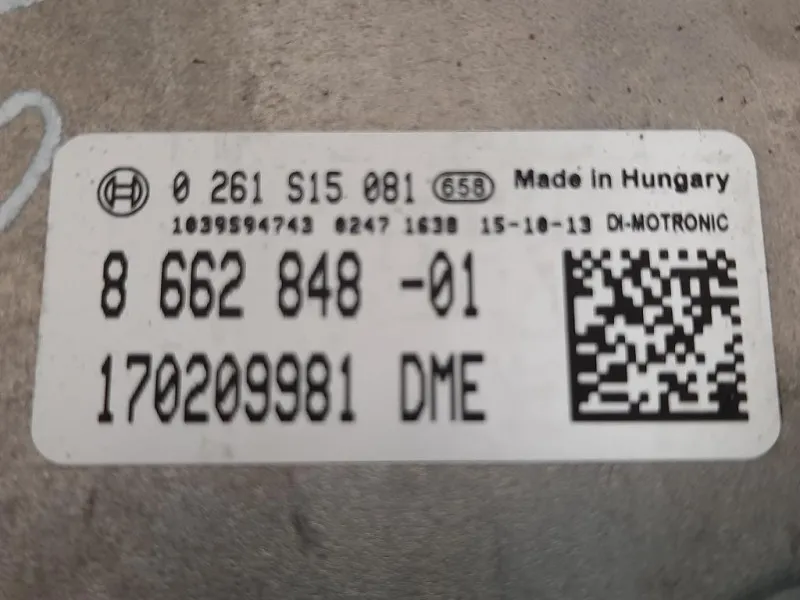 0 261 S15 081 658 Made in Hungary
1039S94743 0247 1638 15-10-13 DI-MOTRONIC
8 662 848 -01
170209981 DME